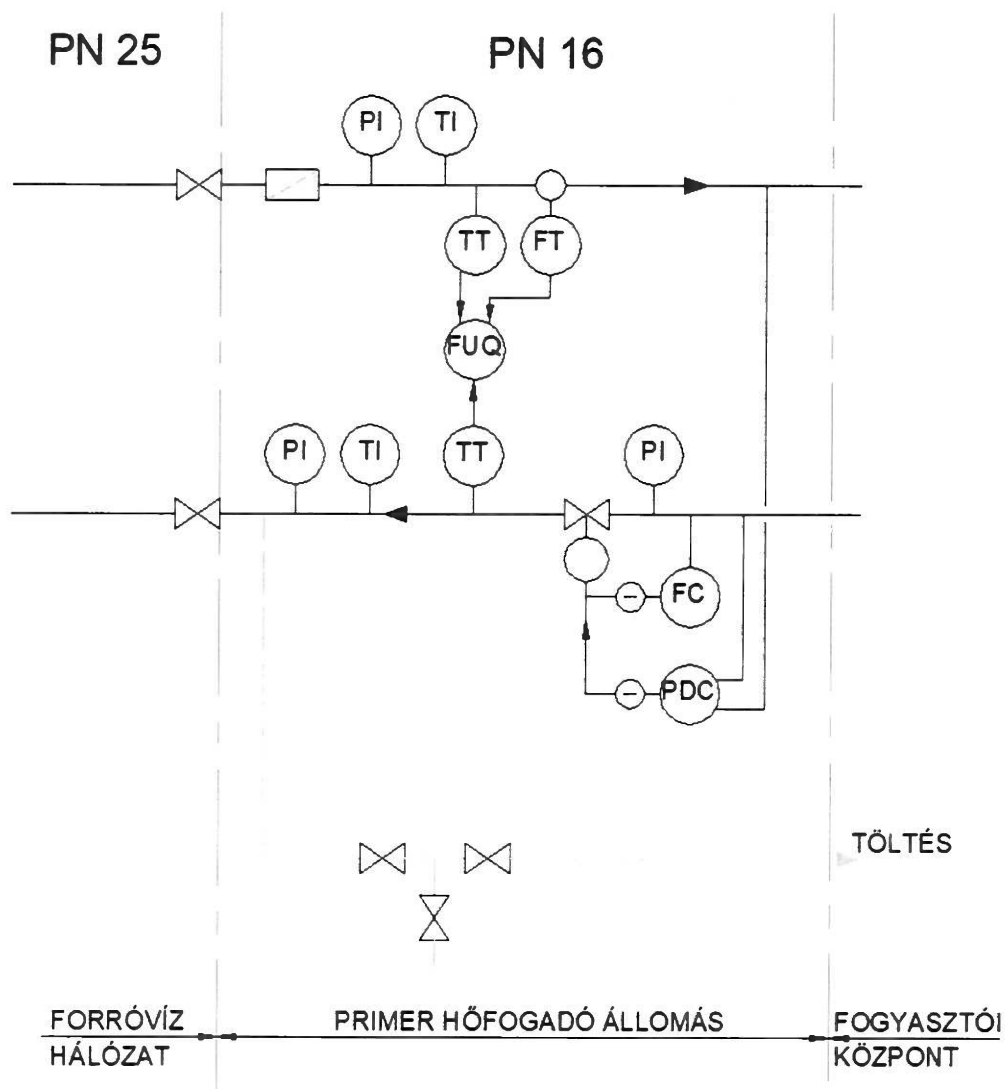 PN 25
PN 16
PI
TI
TT
FT
FUQ
PI
TI
TT
PI
FC
PDC
TÖLTÉS
FORRÓVÍZ
HÁLÓZAT
PRIMER HŐFOGADÓ ÁLLOMÁS
FOGYASZTÓI
KÖZPONT